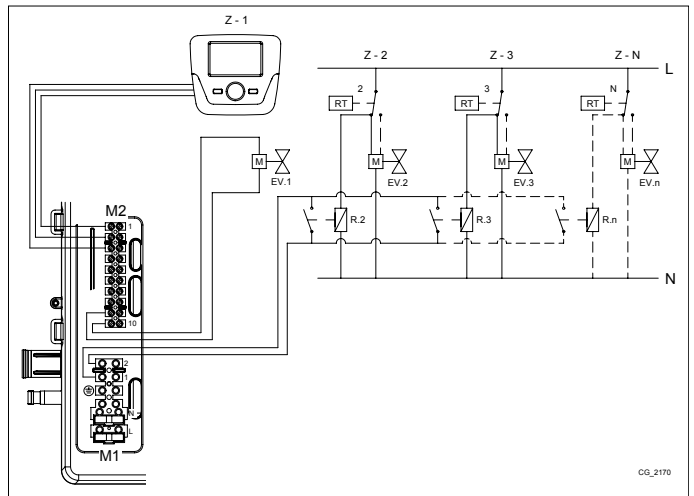 Z - 1
Z - 2
Z - 3
Z - N
L
2
3
N
RT
RT
RT
M
EV.1
M
EV.2
M
EV.3
M
EV.n
M2
1
R.2
R.3
R.n
N
10
2
1
N
L
M1
CG_2170